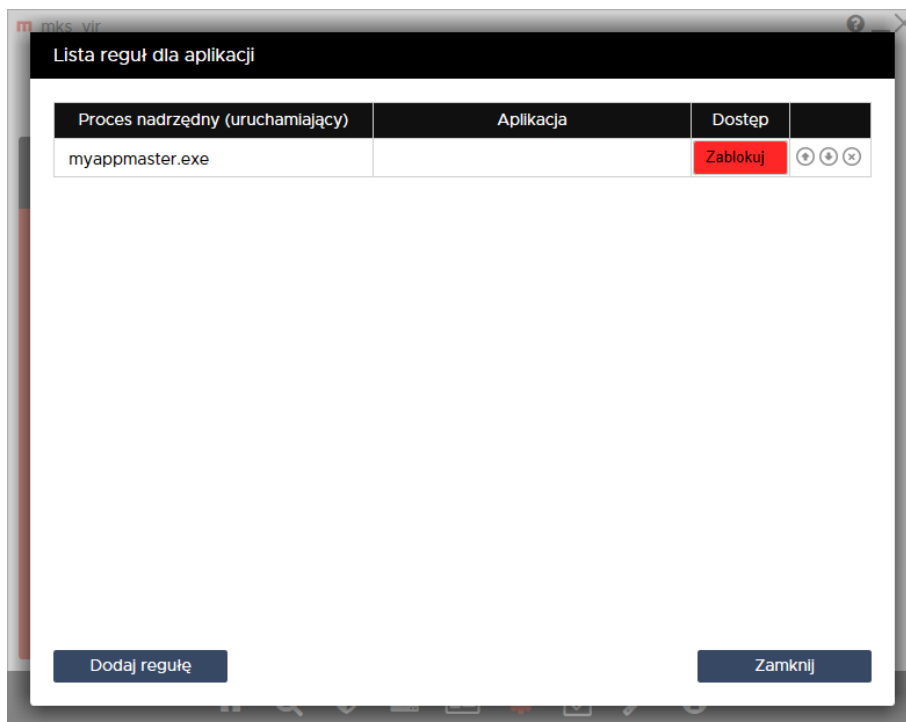 m mks_vir
Lista reguł dla aplikacji
Proces nadrzędny (uruchamiający) Aplikacja Dostęp
myappmaster.exe Zablokuj
Dodaj regułę Zamknij